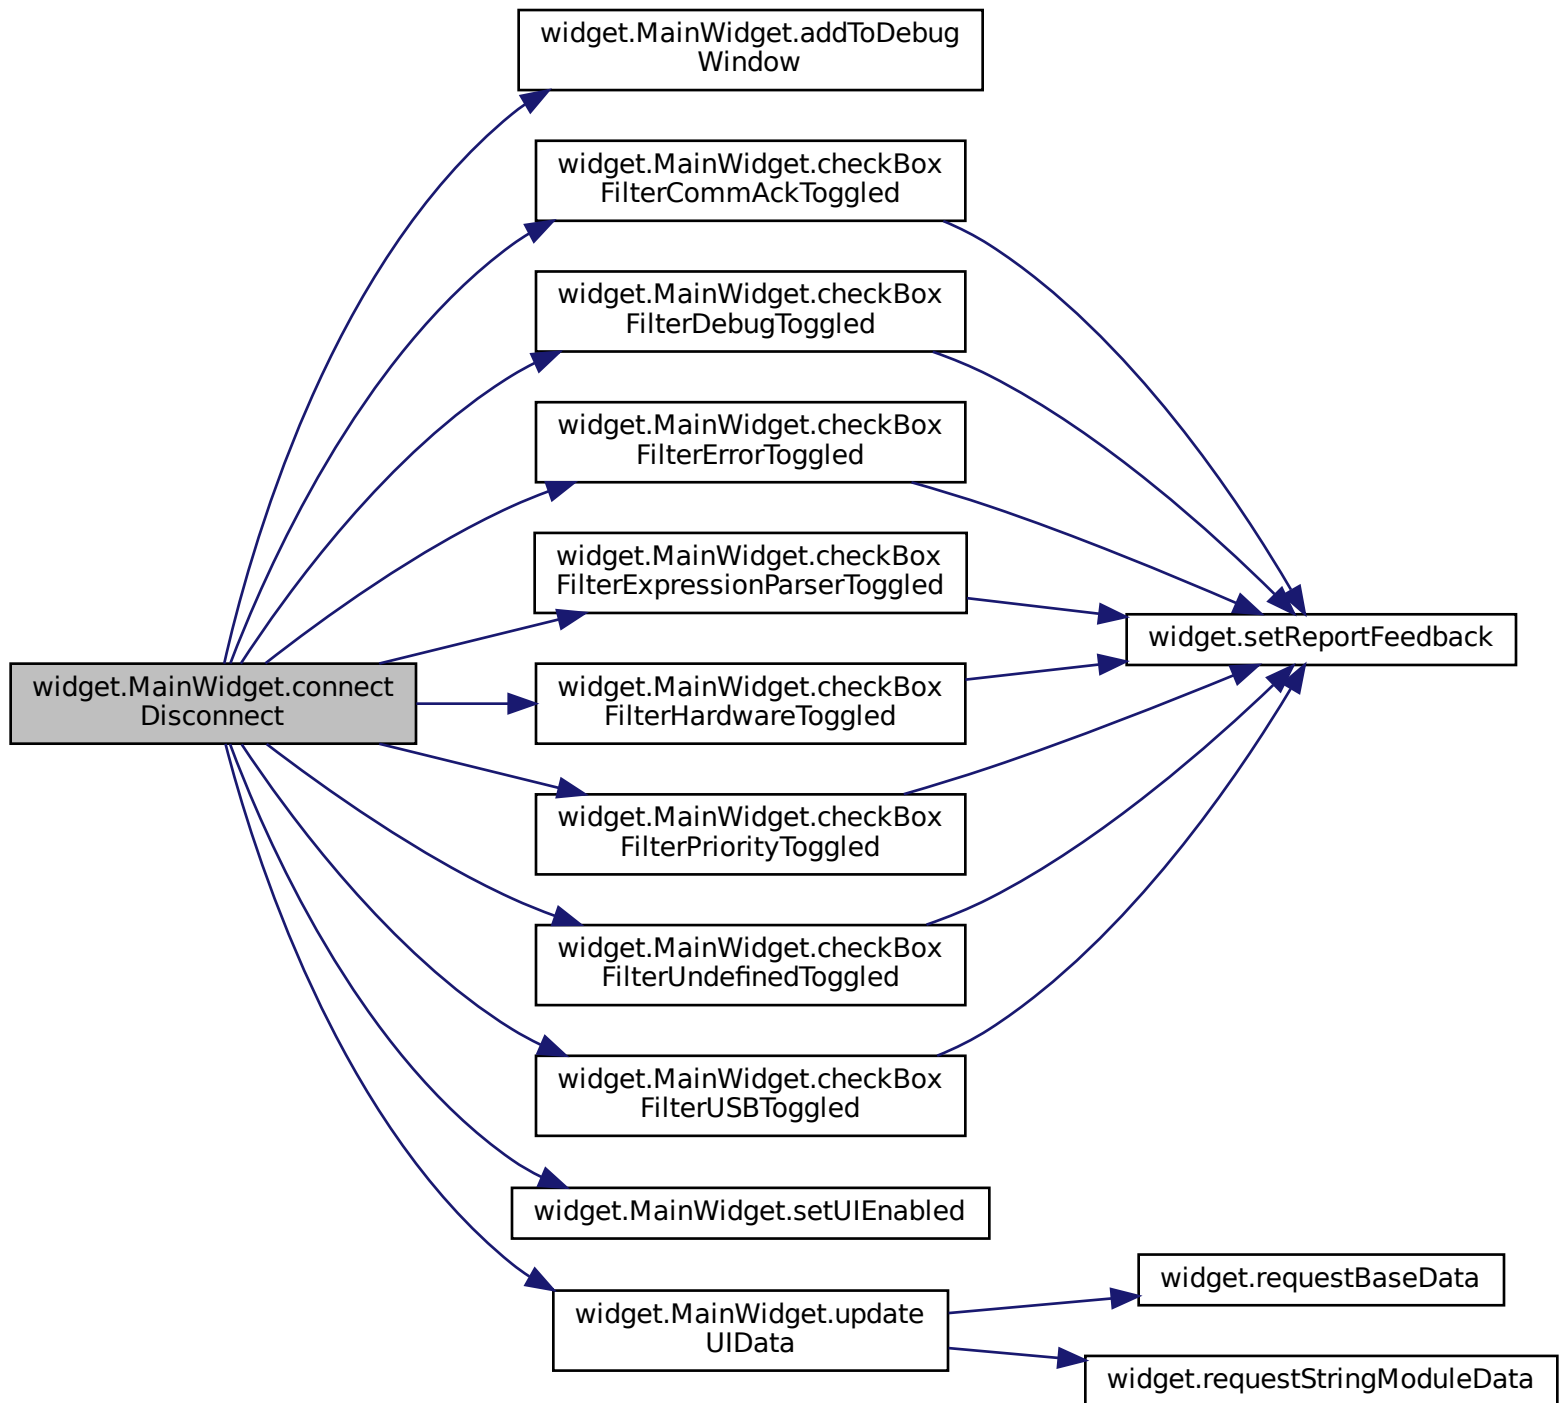 widget.MainWidget.addToDebug
Window
widget.MainWidget.checkBox
FilterCommAckToggled
widget.MainWidget.checkBox
FilterDebugToggled
widget.MainWidget.checkBox
FilterErrorToggled
widget.MainWidget.checkBox
FilterExpressionParserToggled
widget.setReportFeedback
widget.MainWidget.connect
Disconnect
widget.MainWidget.checkBox
FilterHardwareToggled
widget.MainWidget.checkBox
FilterPriorityToggled
widget.MainWidget.checkBox
FilterUndefinedToggled
widget.MainWidget.checkBox
FilterUSBToggled
widget.MainWidget.setUIEnabled
widget.requestBaseData
widget.MainWidget.update
UIData
widget.requestStringModuleData